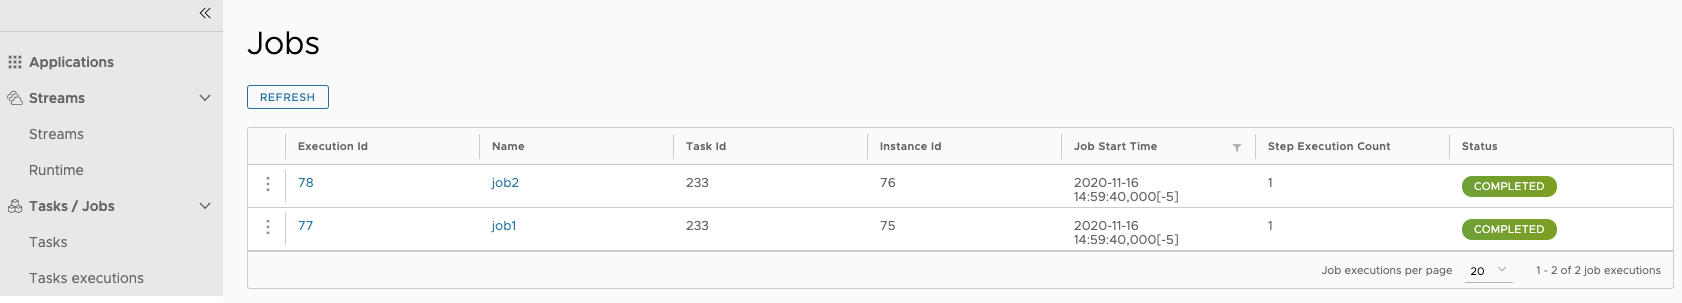 Applications
Streams
Streams
Runtime
Tasks / Jobs
Tasks
Tasks executions
Jobs
REFRESH
Execution Id Name Task Id Instance Id Job Start Time Step Execution Count Status
78 job2 233 76 2020-11-16 1 COMPLETED
14:59:40,000[-5]
77 job1 233 75 2020-11-16 1 COMPLETED
14:59:40,000[-5]
Job executions per page 20 1 - 2 of 2 job executions